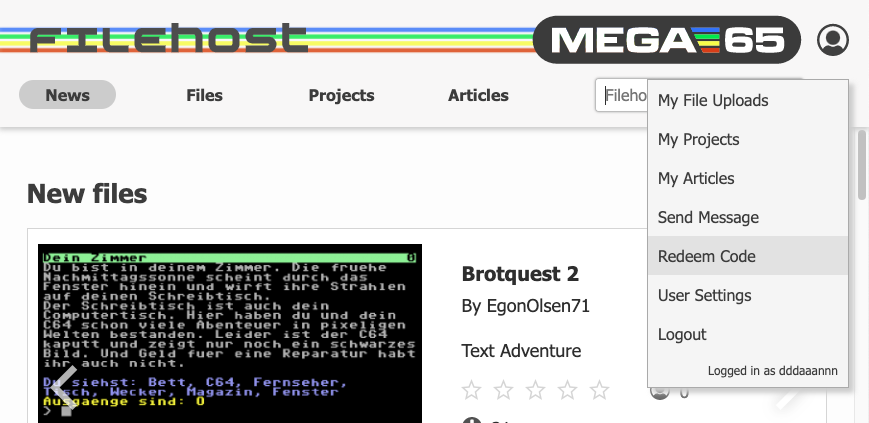 FILEHOST
MEGA65
News
Files
Projects
Articles
Fileho
My File Uploads
My Projects
My Articles
Send Message
Redeem Code
User Settings
Logout
Logged in as dddaaannn
New files
Dein Zimmer 0
Du bist in deinem Zimmer. Die fruehe
Nachmittagssonne scheint durch das
Fenster hinein und wirft ihre Strahlen
auf deinen Schreibtisch.
Der Schreibtisch ist auch dein
Computertisch. Hier haben du und dein
C64 schon viele Abenteuer in pixeligen
Welten bestanden. Leider ist der C64
kaputt und zeigt nur noch ein schwarzes
Bild. Und Geld fuer eine Reparatur habt
ihr auch nicht.
Du siehst: Bett, C64, Fernseher,
Tisch, Wecker, Magazin, Fenster
Ausgaenge sind: O
>
Brotquest 2
By EgonOlsen71
Text Adventure
0